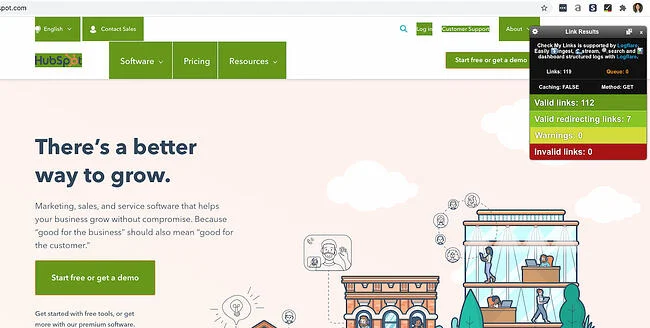 spot.com
English
Contact Sales
Log in
Customer Support
About
HubSpot
Software
Pricing
Resources
Start free or get a demo
Link Results
Check My Links is supported by Logflare.
Easily ingest, stream, search and
dashboard structured logs with Logflare.
Links: 119
Queue: 0
Caching: FALSE
Method: GET
Valid links: 112
Valid redirecting links: 7
Warnings: 0
Invalid links: 0
There's a better
way to grow.
Marketing, sales, and service software that helps
your business grow without compromise. Because
"good for the business" should also mean "good for
the customer."
Start free or get a demo
Get started with free tools, or get
more with our premium software.